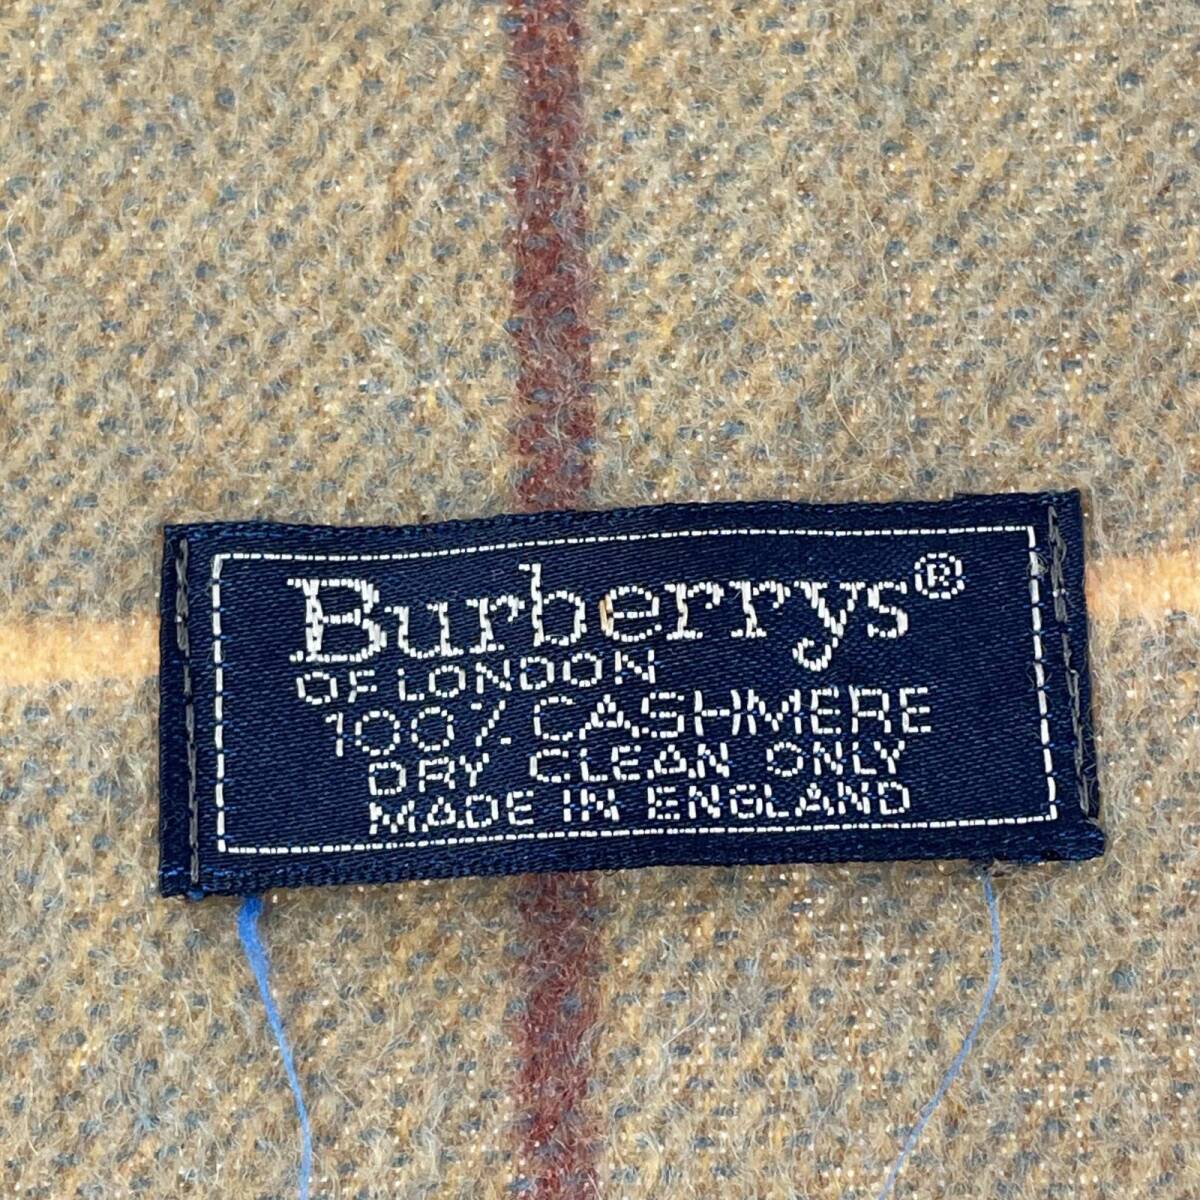 Burberrys®
OF LONDON
100% CASHMERE
DRY CLEAN ONLY
MADE IN ENGLAND